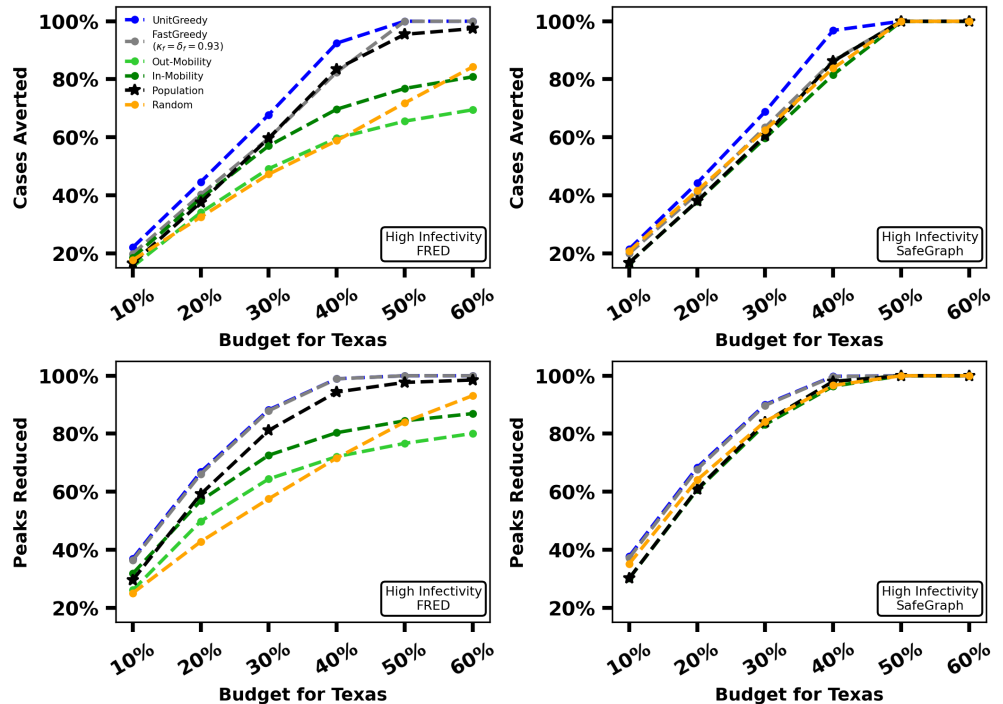 100%
80%
60%
40%
20%
Cases Averted
UnitGreedy
FastGreedy
(κf = δf = 0.93)
Out-Mobility
In-Mobility
Population
Random
High Infectivity
FRED
10%
20%
30%
40%
50%
60%
Budget for Texas
100%
80%
60%
40%
20%
Cases Averted
High Infectivity
SafeGraph
10%
20%
30%
40%
50%
60%
Budget for Texas
100%
80%
60%
40%
20%
Peaks Reduced
High Infectivity
FRED
10%
20%
30%
40%
50%
60%
Budget for Texas
100%
80%
60%
40%
20%
Peaks Reduced
High Infectivity
SafeGraph
10%
20%
30%
40%
50%
60%
Budget for Texas